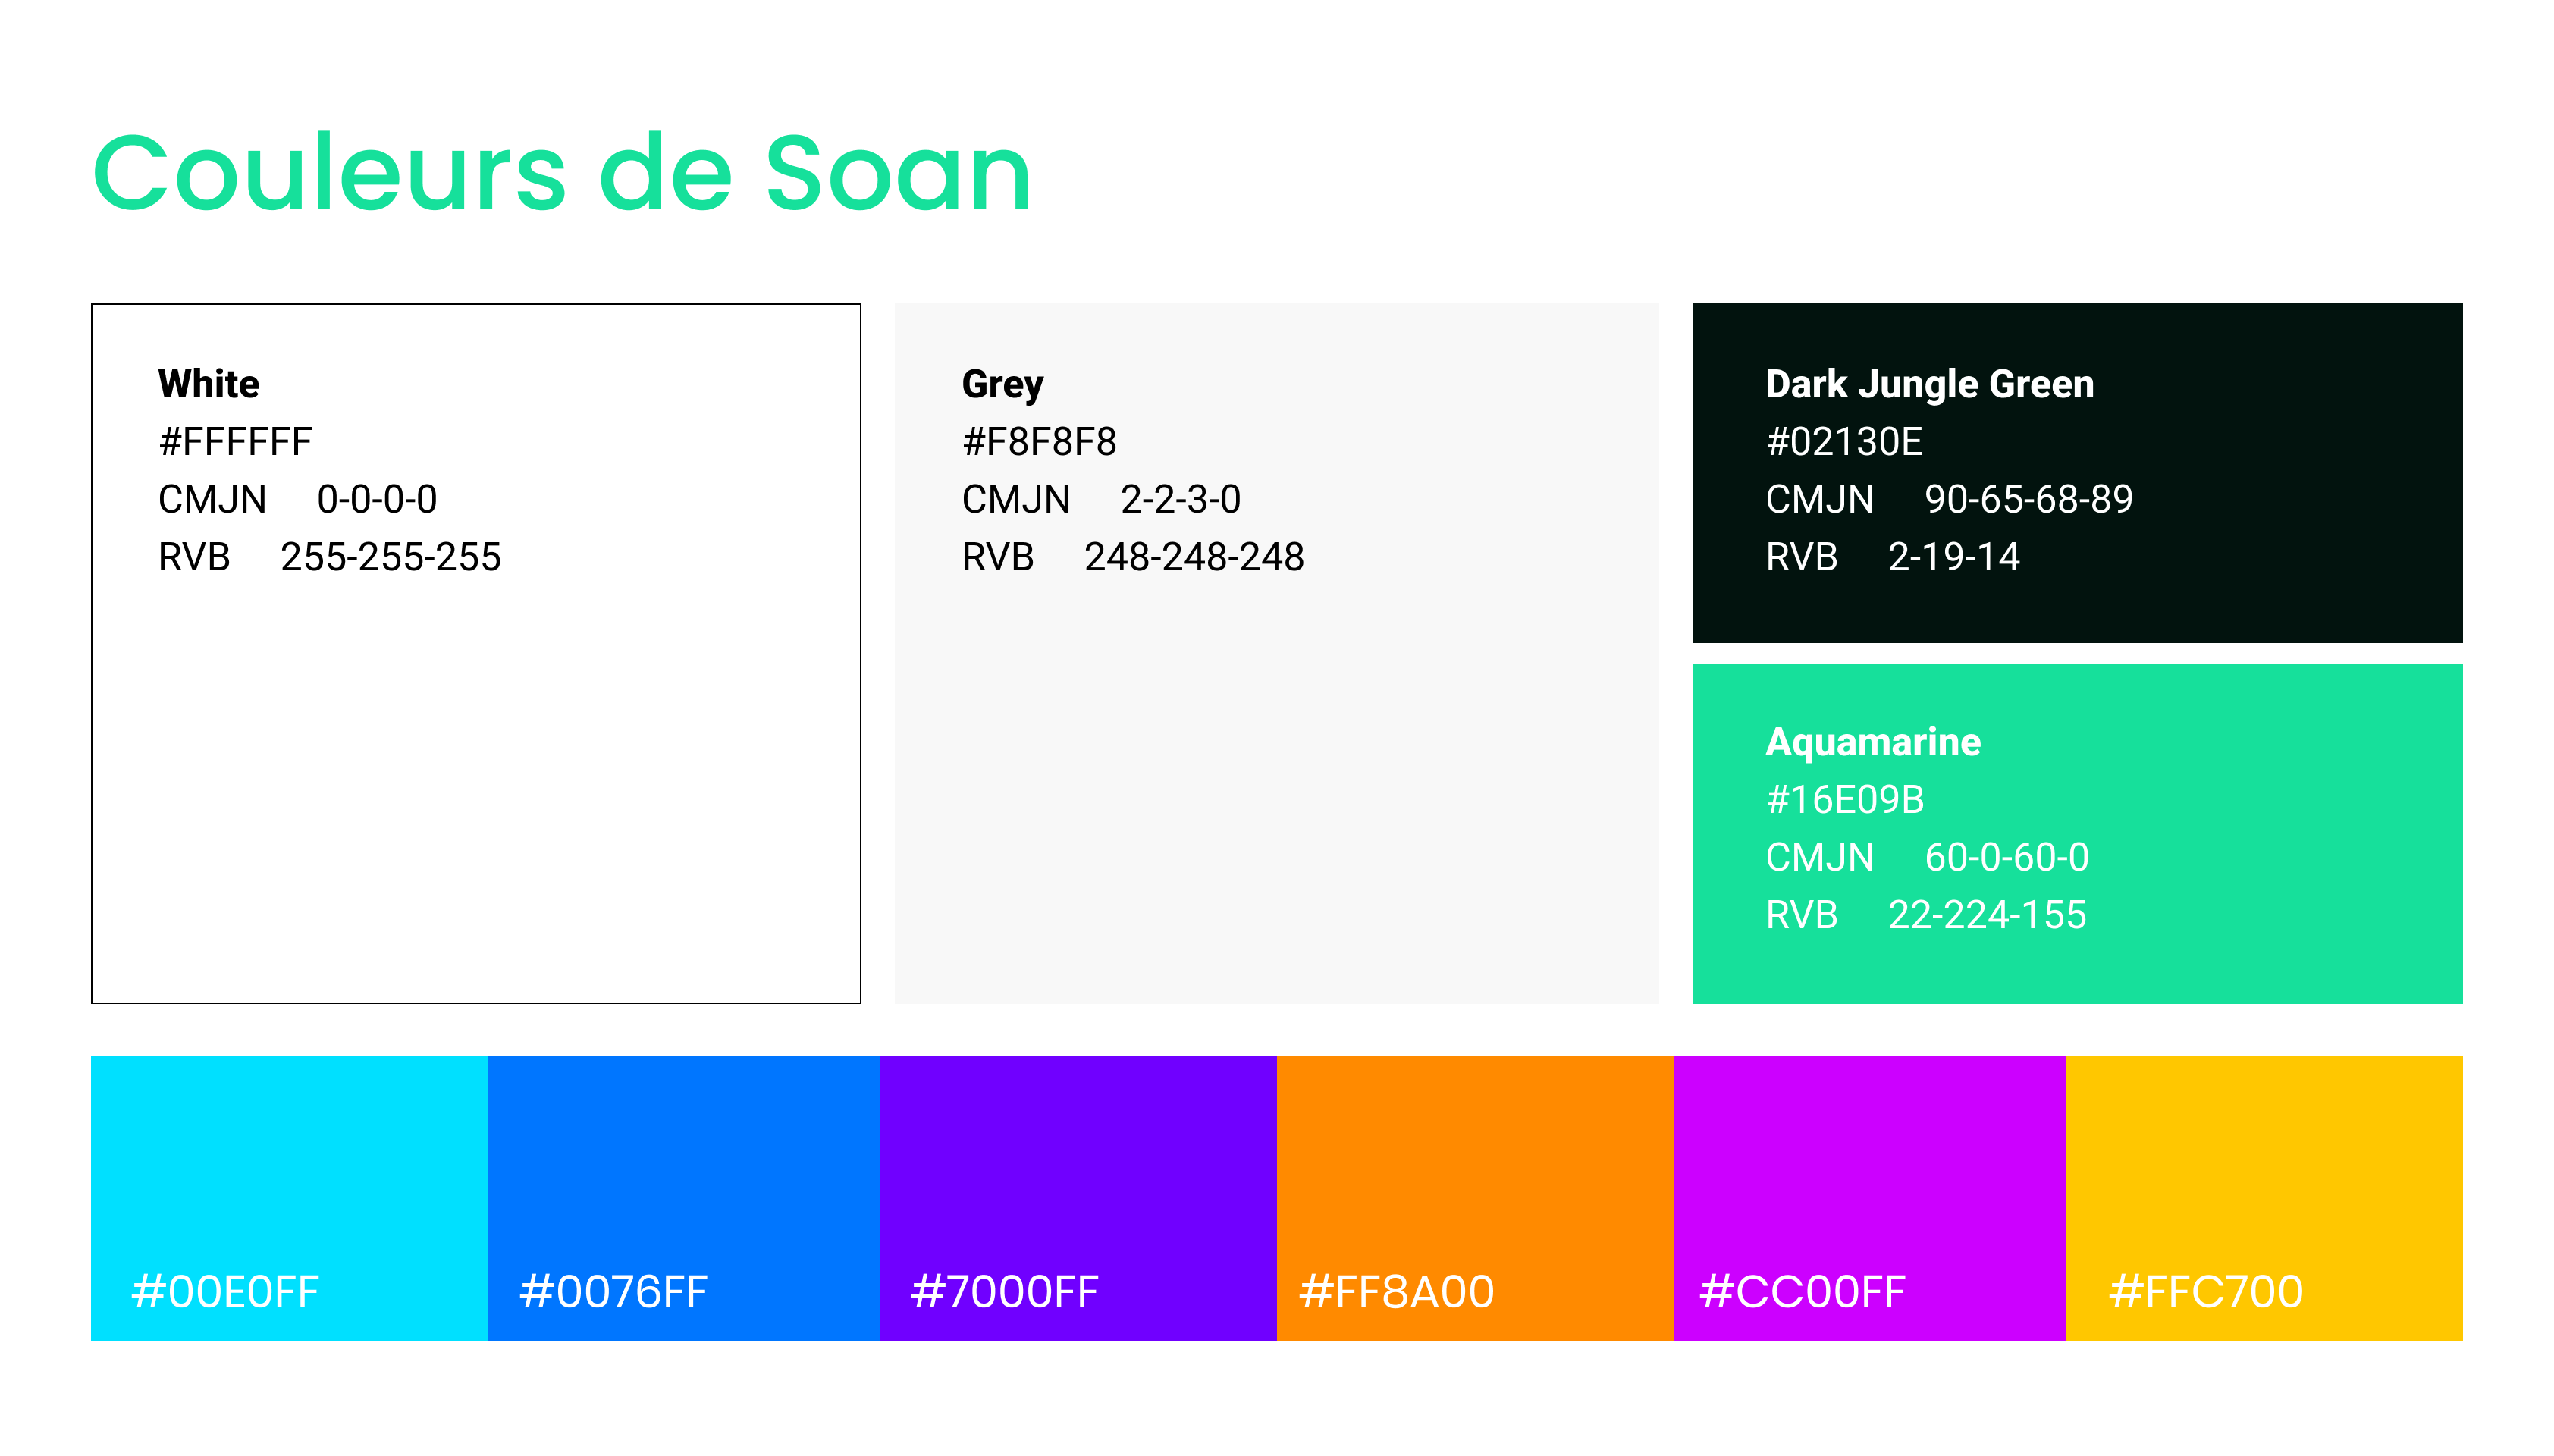 Couleurs de Soan
White
#FFFFFF
CMJN 0-0-0-0
RVB 255-255-255
Grey
#F8F8F8
CMJN 2-2-3-0
RVB 248-248-248
Dark Jungle Green
#02130E
CMJN 90-65-68-89
RVB 2-19-14
Aquamarine
#16E09B
CMJN 60-0-60-0
RVB 22-224-155
#00E0FF
#0076FF
#7000FF
#FF8A00
#CC00FF
#FFC700